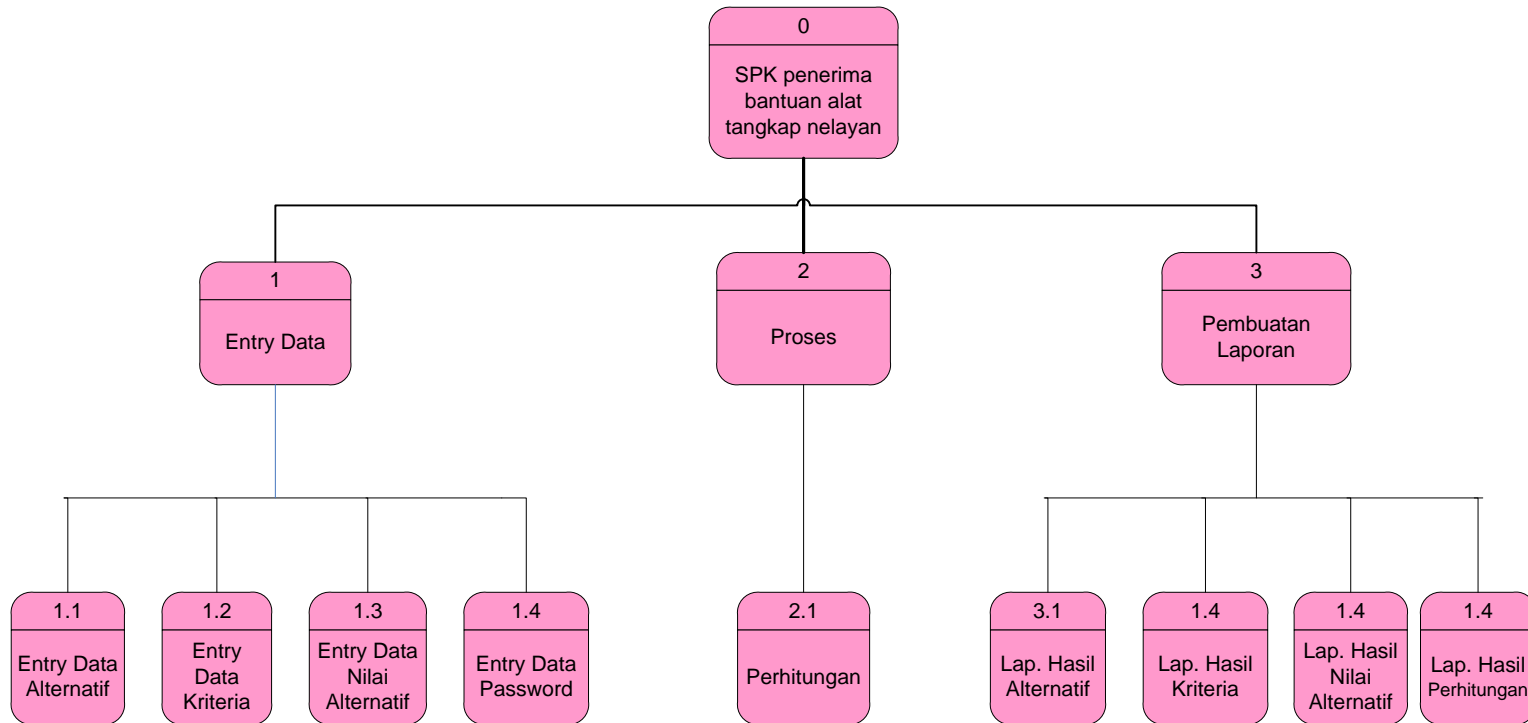 0
SPK penerima
bantuan alat
tangkap nelayan
1
Entry Data
2
Proses
3
Pembuatan
Laporan
1.1
Entry Data
Alternatif
1.2
Entry
Data
Kriteria
1.3
Entry Data
Nilai
Alternatif
1.4
Entry Data
Password
2.1
Perhitungan
3.1
Lap. Hasil
Alternatif
1.4
Lap. Hasil
Kriteria
1.4
Lap. Hasil
Nilai
Alternatif
1.4
Lap. Hasil
Perhitungan